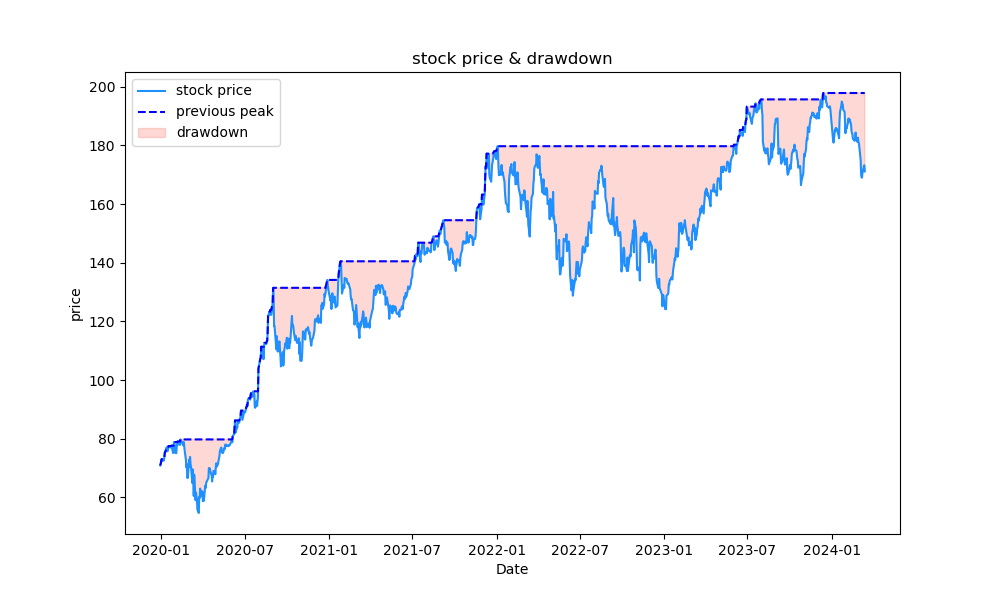 stock price & drawdown
stock price
previous peak
drawdown
200
180
160
140
120
100
80
60
price
2020-01 2020-07 2021-01 2021-07 2022-01 2022-07 2023-01 2023-07 2024-01
Date